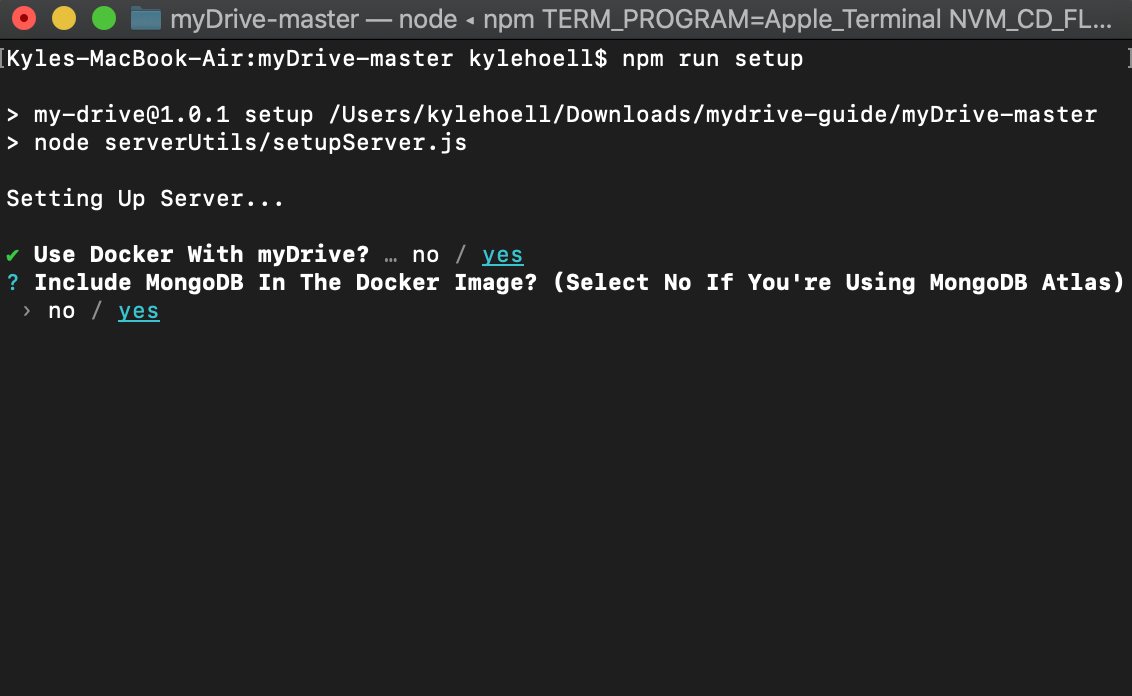 myDrive-master — node ◂ npm TERM_PROGRAM=Apple_Terminal NVM_CD_FL...
[Kyles-MacBook-Air:myDrive-master kylehoell$ npm run setup ]
> my-drive@1.0.1 setup /Users/kylehoell/Downloads/mydrive-guide/myDrive-master
> node serverUtils/setupServer.js
Setting Up Server...
✔ Use Docker With myDrive? … no / yes
? Include MongoDB In The Docker Image? (Select No If You're Using MongoDB Atlas)
› no / yes